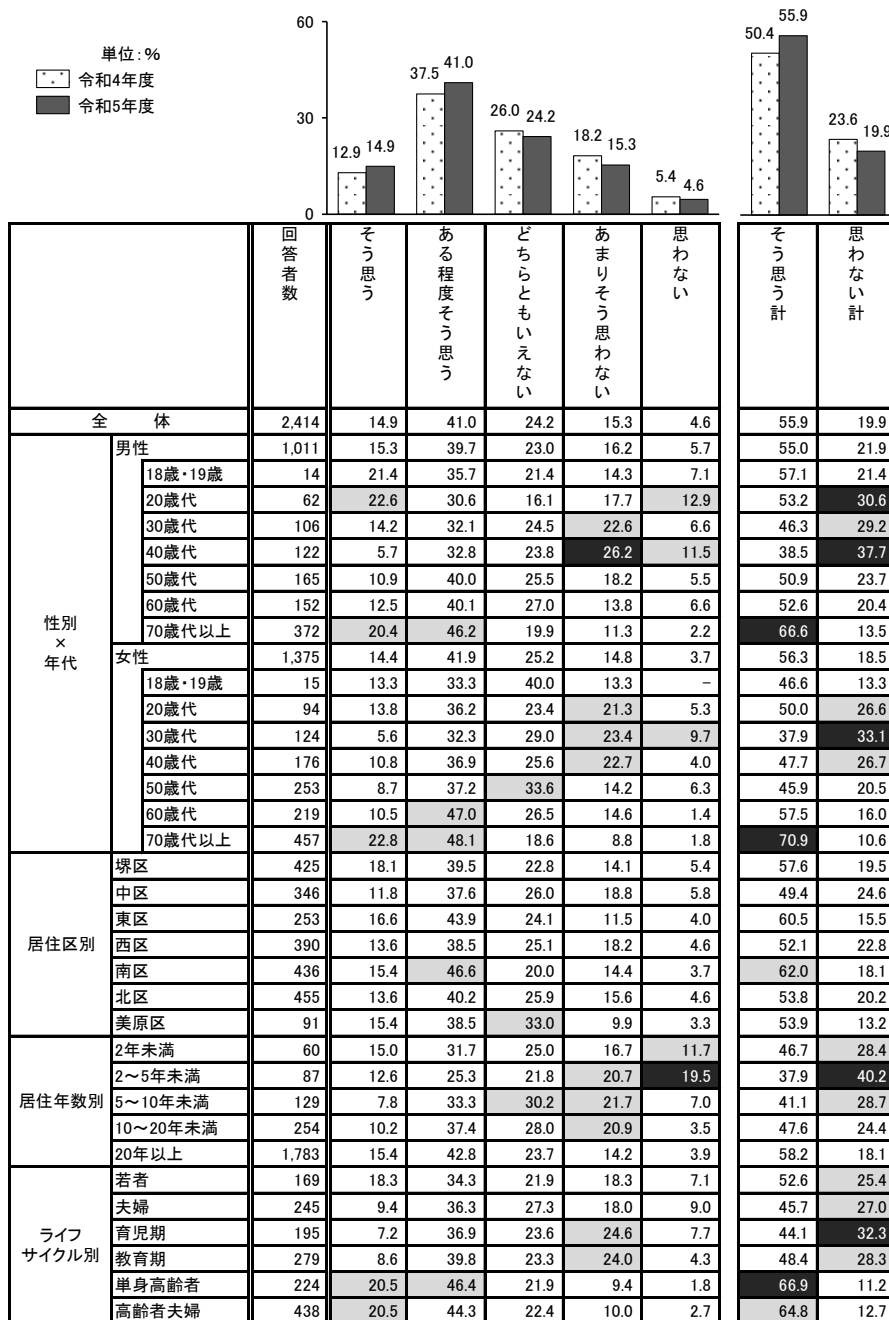 単位：%
令和4年度
令和5年度
60
30
0
12.9 14.9
37.5 41.0
26.0 24.2
18.2 15.3
5.4 4.6
50.4 55.9
23.6 19.9
回答者数 そう思う ある程度そう思う どちらともいえない あまりそう思わない 思わない そう思う計 思わない計
全 体 2,414 14.9 41.0 24.2 15.3 4.6 55.9 19.9
性別×年代
男性 1,011 15.3 39.7 23.0 16.2 5.7 55.0 21.9
18歳・19歳 14 21.4 35.7 21.4 14.3 7.1 57.1 21.4
20歳代 62 22.6 30.6 16.1 17.7 12.9 53.2 30.6
30歳代 106 14.2 32.1 24.5 22.6 6.6 46.3 29.2
40歳代 122 5.7 32.8 23.8 26.2 11.5 38.5 37.7
50歳代 165 10.9 40.0 25.5 18.2 5.5 50.9 23.7
60歳代 152 12.5 40.1 27.0 13.8 6.6 52.6 20.4
70歳代以上 372 20.4 46.2 19.9 11.3 2.2 66.6 13.5
女性 1,375 14.4 41.9 25.2 14.8 3.7 56.3 18.5
18歳・19歳 15 13.3 33.3 40.0 13.3 － 46.6 13.3
20歳代 94 13.8 36.2 23.4 21.3 5.3 50.0 26.6
30歳代 124 5.6 32.3 29.0 23.4 9.7 37.9 33.1
40歳代 176 10.8 36.9 25.6 22.7 4.0 47.7 26.7
50歳代 253 8.7 37.2 33.6 14.2 6.3 45.9 20.5
60歳代 219 10.5 47.0 26.5 14.6 1.4 57.5 16.0
70歳代以上 457 22.8 48.1 18.6 8.8 1.8 70.9 10.6
居住区別
堺区 425 18.1 39.5 22.8 14.1 5.4 57.6 19.5
中区 346 11.8 37.6 26.0 18.8 5.8 49.4 24.6
東区 253 16.6 43.9 24.1 11.5 4.0 60.5 15.5
西区 390 13.6 38.5 25.1 18.2 4.6 52.1 22.8
南区 436 15.4 46.6 20.0 14.4 3.7 62.0 18.1
北区 455 13.6 40.2 25.9 15.6 4.6 53.8 20.2
美原区 91 15.4 38.5 33.0 9.9 3.3 53.9 13.2
居住年数別
2年未満 60 15.0 31.7 25.0 16.7 11.7 46.7 28.4
2～5年未満 87 12.6 25.3 21.8 20.7 19.5 37.9 40.2
5～10年未満 129 7.8 33.3 30.2 21.7 7.0 41.1 28.7
10～20年未満 254 10.2 37.4 28.0 20.9 3.5 47.6 24.4
20年以上 1,783 15.4 42.8 23.7 14.2 3.9 58.2 18.1
ライフサイクル別
若者 169 18.3 34.3 21.9 18.3 7.1 52.6 25.4
夫婦 245 9.4 36.3 27.3 18.0 9.0 45.7 27.0
育児期 195 7.2 36.9 23.6 24.6 7.7 44.1 32.3
教育期 279 8.6 39.8 23.3 24.0 4.3 48.4 28.3
単身高齢者 224 20.5 46.4 21.9 9.4 1.8 66.9 11.2
高齢者夫婦 438 20.5 44.3 22.4 10.0 2.7 64.8 12.7